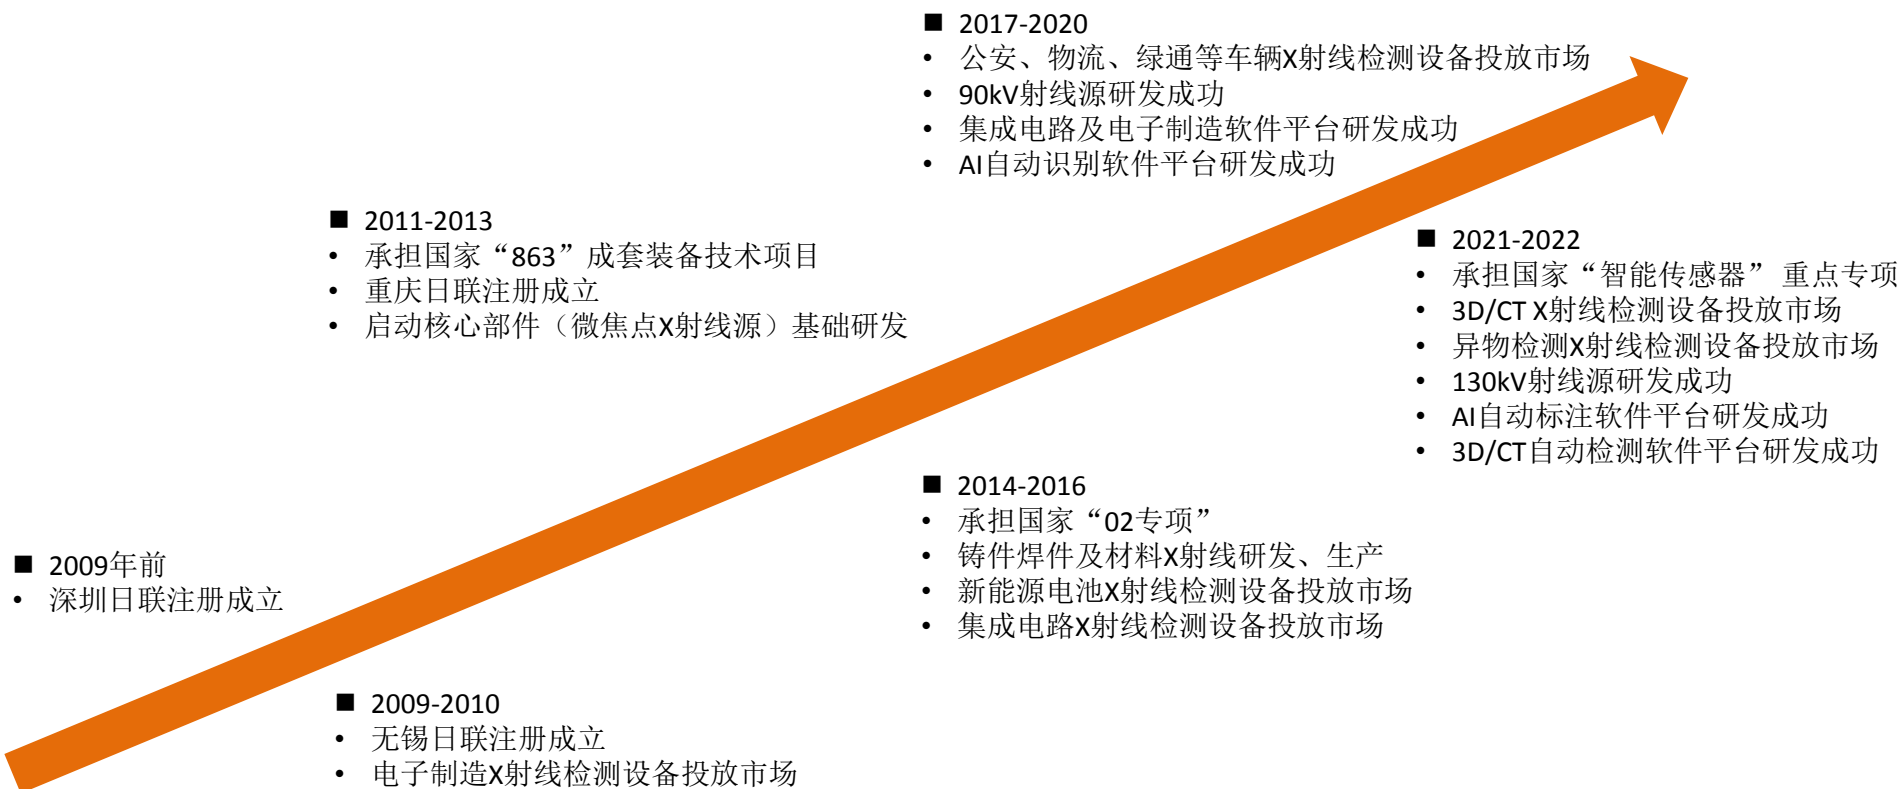 ■ 2017-2020
• 公安、物流、绿通等车辆X射线检测设备投放市场
• 90kV射线源研发成功
• 集成电路及电子制造软件平台研发成功
• AI自动识别软件平台研发成功
■ 2011-2013
• 承担国家“863”成套装备技术项目
• 重庆日联注册成立
• 启动核心部件（微焦点X射线源）基础研发
■ 2021-2022
• 承担国家“智能传感器” 重点专项
• 3D/CT X射线检测设备投放市场
• 异物检测X射线检测设备投放市场
• 130kV射线源研发成功
• AI自动标注软件平台研发成功
• 3D/CT自动检测软件平台研发成功
■ 2014-2016
• 承担国家“02专项”
• 铸件焊件及材料X射线研发、生产
• 新能源电池X射线检测设备投放市场
• 集成电路X射线检测设备投放市场
■ 2009年前
• 深圳日联注册成立
■ 2009-2010
• 无锡日联注册成立
• 电子制造X射线检测设备投放市场